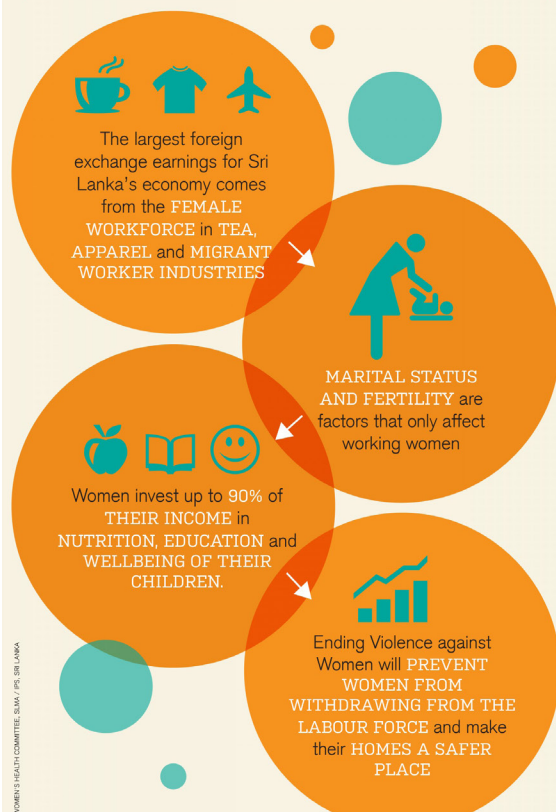 The largest foreign
exchange earnings for Sri
Lanka's economy comes
from the FEMALE
WORKFORCE in TEA,
APPAREL and MIGRANT
WORKER INDUSTRIES
MARITAL STATUS
AND FERTILITY are
factors that only affect
working women
Women invest up to 90% of
THEIR INCOME in
NUTRITION, EDUCATION and
WELLBEING OF THEIR
CHILDREN.
Ending Violence against
Women will PREVENT
WOMEN FROM
WITHDRAWING FROM THE
LABOUR FORCE and make
their HOMES A SAFER
PLACE
WOMEN'S HEALTH COMMITTEE, SLMA / IPS, SRI LANKA